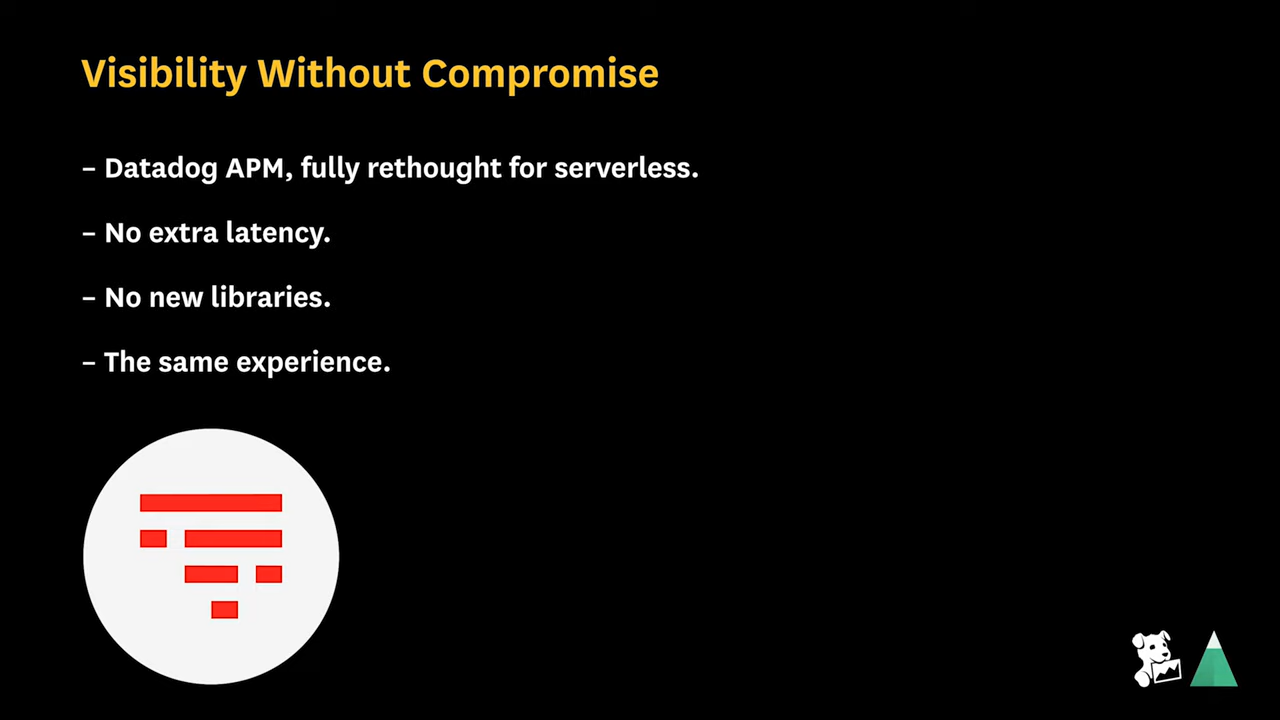 Visibility Without Compromise
– Datadog APM, fully rethought for serverless.
– No extra latency.
– No new libraries.
– The same experience.